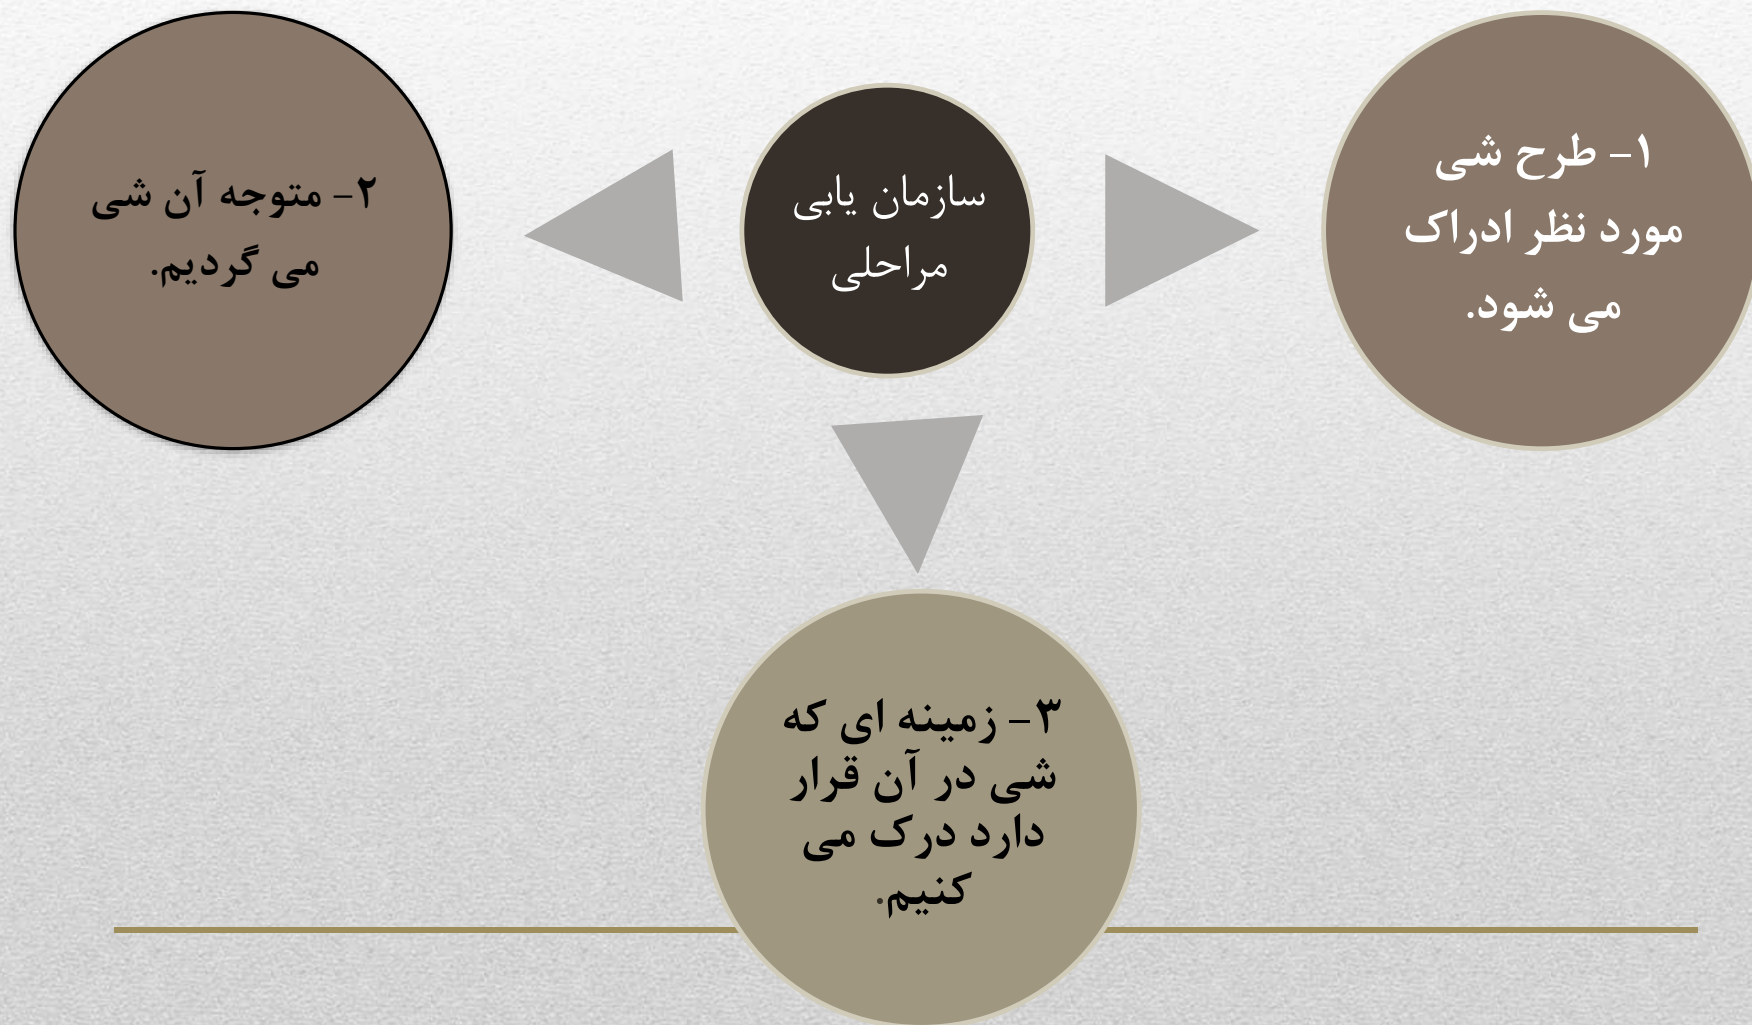 سازمان یابی
مراحلی
۱- طرح شی
مورد نظر ادراک
می شود.
۲- متوجه آن شی
می گردیم.
۳- زمینه ای که
شی در آن قرار
دارد درک می
کنیم.